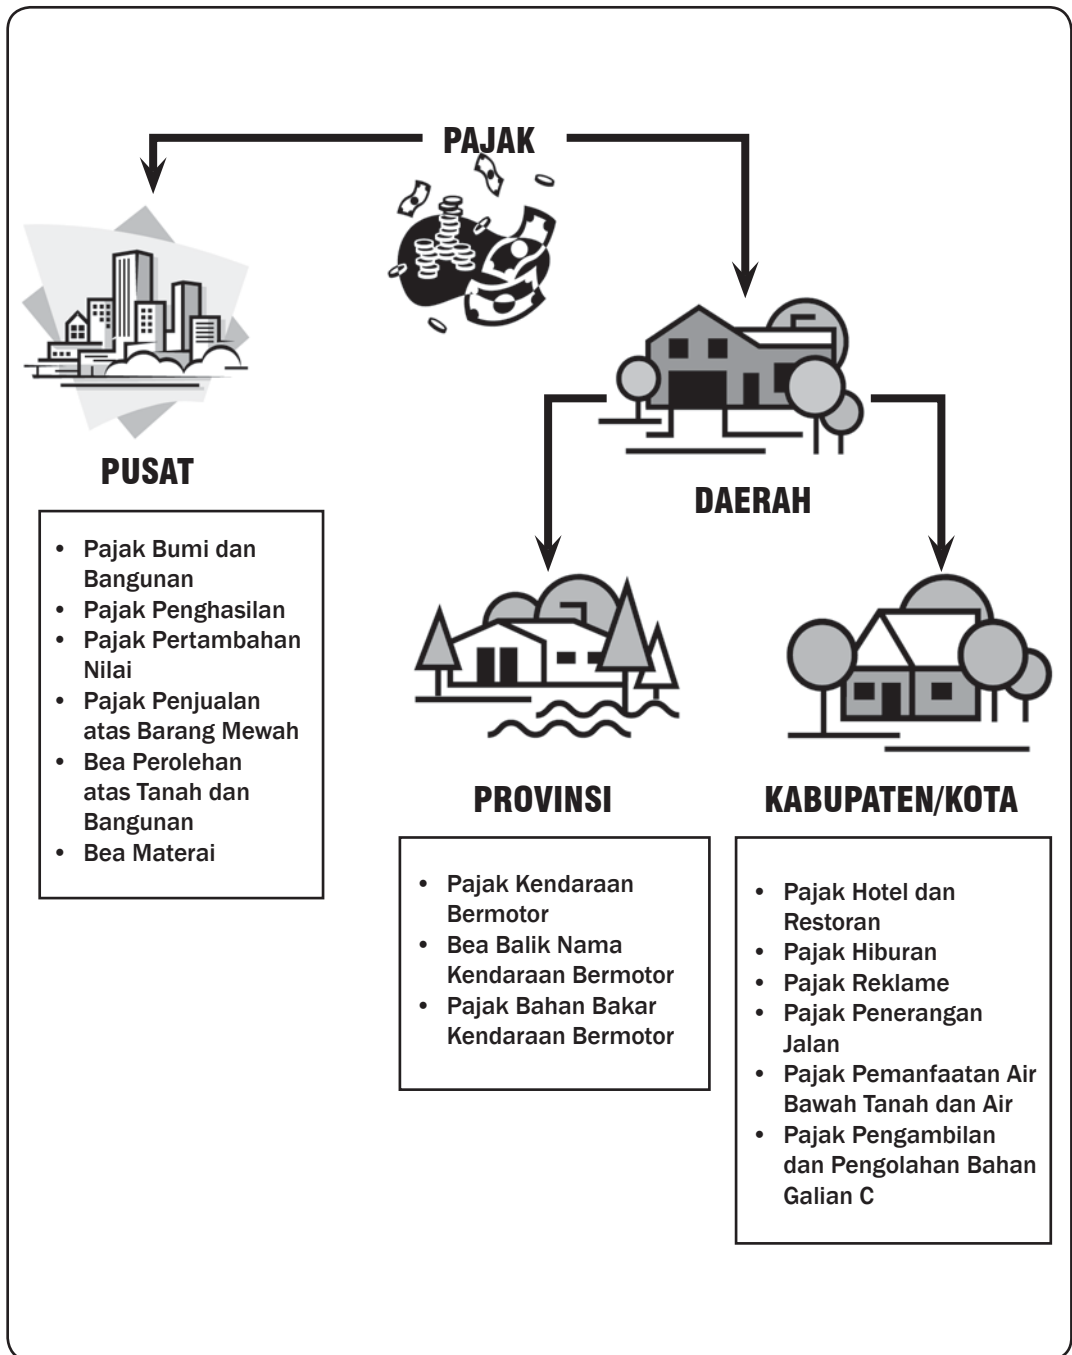 PAJAK
PUSAT
• Pajak Bumi dan
Bangunan
• Pajak Penghasilan
• Pajak Pertambahan
Nilai
• Pajak Penjualan
atas Barang Mewah
• Bea Perolehan
atas Tanah dan
Bangunan
• Bea Materai
DAERAH
PROVINSI
• Pajak Kendaraan
Bermotor
• Bea Balik Nama
Kendaraan Bermotor
• Pajak Bahan Bakar
Kendaraan Bermotor
KABUPATEN/KOTA
• Pajak Hotel dan
Restoran
• Pajak Hiburan
• Pajak Reklame
• Pajak Penerangan
Jalan
• Pajak Pemanfaatan Air
Bawah Tanah dan Air
• Pajak Pengambilan
dan Pengolahan Bahan
Galian C